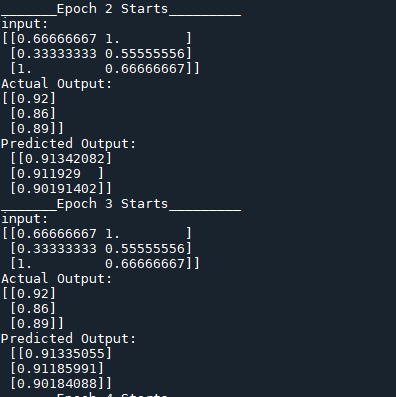 _______Epoch 2 Starts_________
input:
[[0.66666667 1.        ]
 [0.33333333 0.55555556]
 [1.         0.66666667]]
Actual Output:
[[0.92]
 [0.86]
 [0.89]]
Predicted Output:
 [[0.91342082]
 [0.911929  ]
 [0.90191402]]
_______Epoch 3 Starts_________
input:
[[0.66666667 1.        ]
 [0.33333333 0.55555556]
 [1.         0.66666667]]
Actual Output:
[[0.92]
 [0.86]
 [0.89]]
Predicted Output:
 [[0.91335055]
 [0.91185991]
 [0.90184088]]
_______Epoch 4 Starts_________